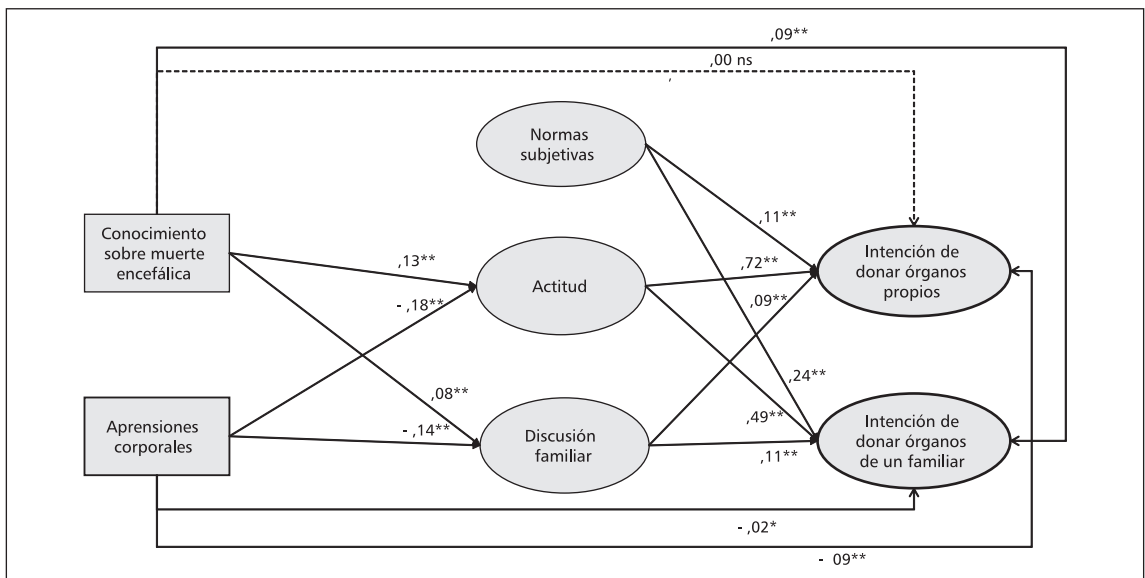 ,09**
,00 ns
,
Normas
subjetivas
Conocimiento
sobre muerte
encefálica
,11**
Intención de
donar órganos
propios
,13**
,72**
Actitud
- ,18**
,09**
,24**
,08**
,49**
Aprensiones
corporales
- ,14**
Discusión
familiar
Intención de
donar órganos
de un familiar
,11**
- ,02*
- 09**